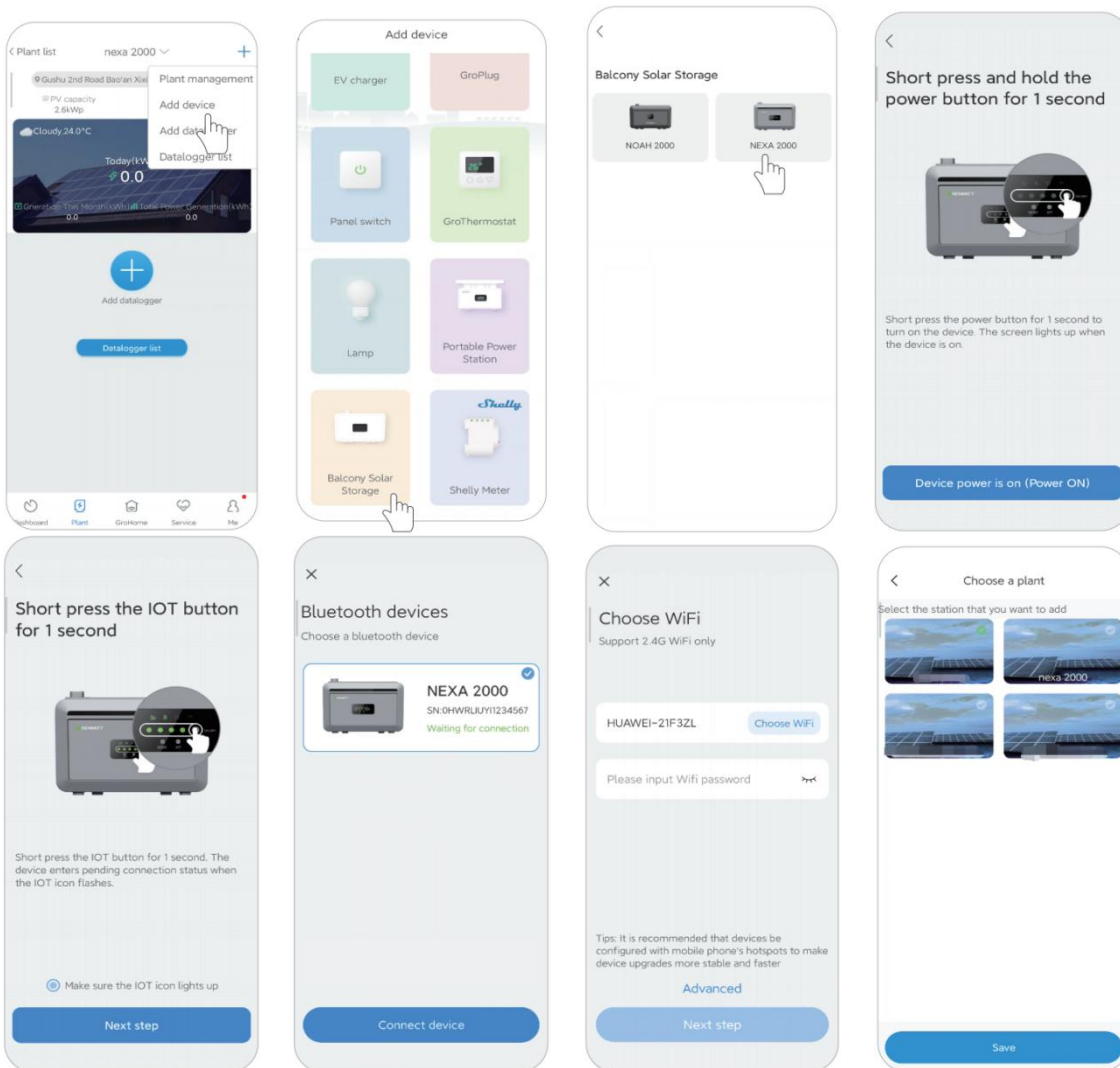 Plant list
nexa 2000
Gushu 2nd Road Bao'an Xixi
PV capacity
2.6kWp
Plant management
Add device
Datalogger list
Cloudy,24.0°C
0.0
0.0
0.0
Add datalogger
Datalogger list
Plant
GroHome
Service
Me
Add device
EV charger
GroPlug
Panel switch
GroThermostat
Lamp
Portable Power
Station
Shelly
Balcony Solar
Storage
Shelly Meter
Balcony Solar Storage
NOAH 2000
NEXA 2000
Short press and hold the
power button for 1 second
Short press the power button for 1 second to
turn on the device. The screen lights up when
the device is on.
Device power is on (Power ON)
Short press the IOT button
for 1 second
Short press the IOT button for 1 second. The
device enters pending connection status when
the IOT icon flashes.
Make sure the IOT icon lights up
Next step
Bluetooth devices
Choose a bluetooth device
NEXA 2000
SN:0HWRLIUYI1234567
Waiting for connection
Connect device
Choose WiFi
Support 2.4G WiFi only
HUAWEI-21F3ZL
Choose WiFi
Please input Wifi password
Tips: It is recommended that devices be
configured with mobile phone's hotspots to make
device upgrades more stable and faster
Advanced
Next step
Choose a plant
Select the station that you want to add
nexa 2000
Save